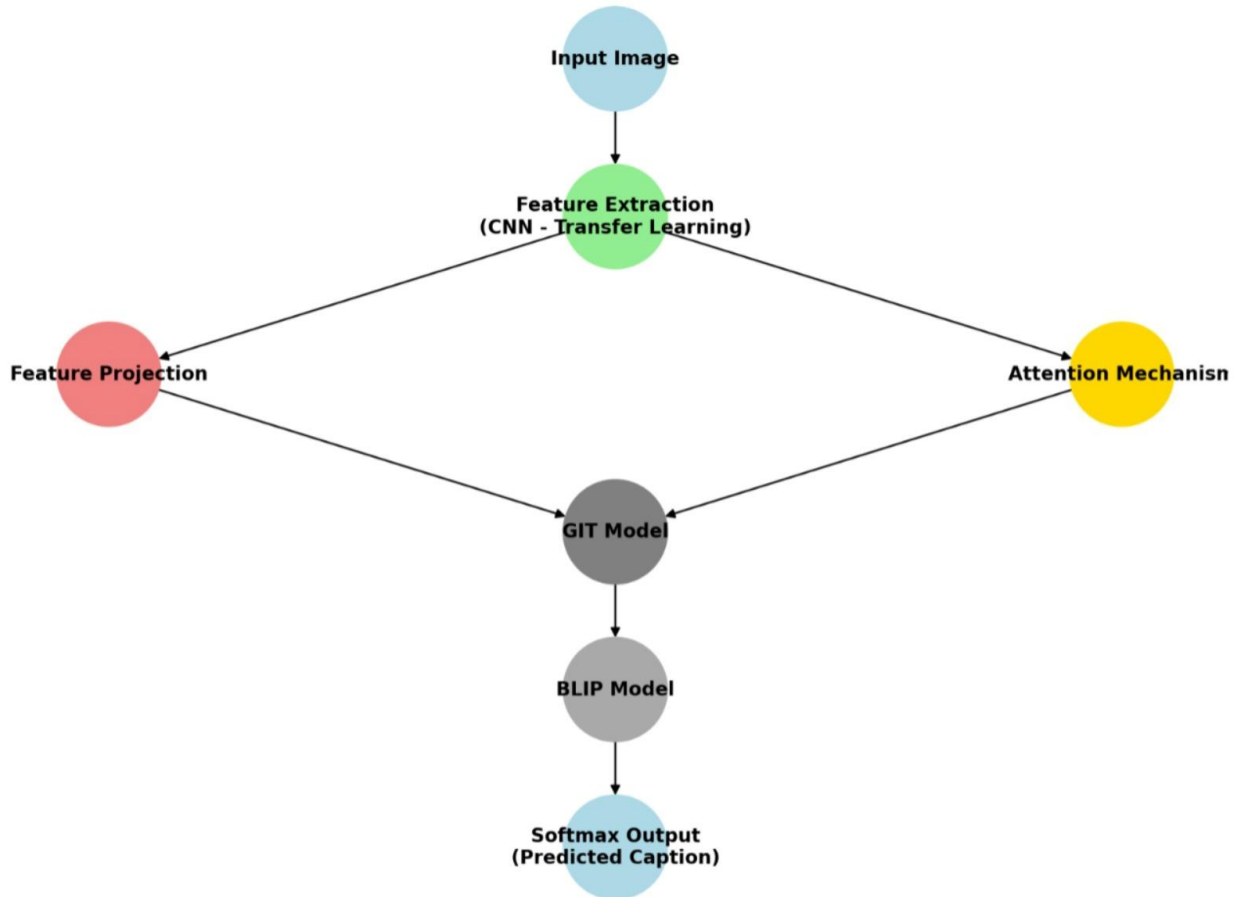 Input Image
Feature Extraction
(CNN - Transfer Learning)
Feature Projection
Attention Mechanisn
GIT Model
BLIP Model
Softmax Output
(Predicted Caption)